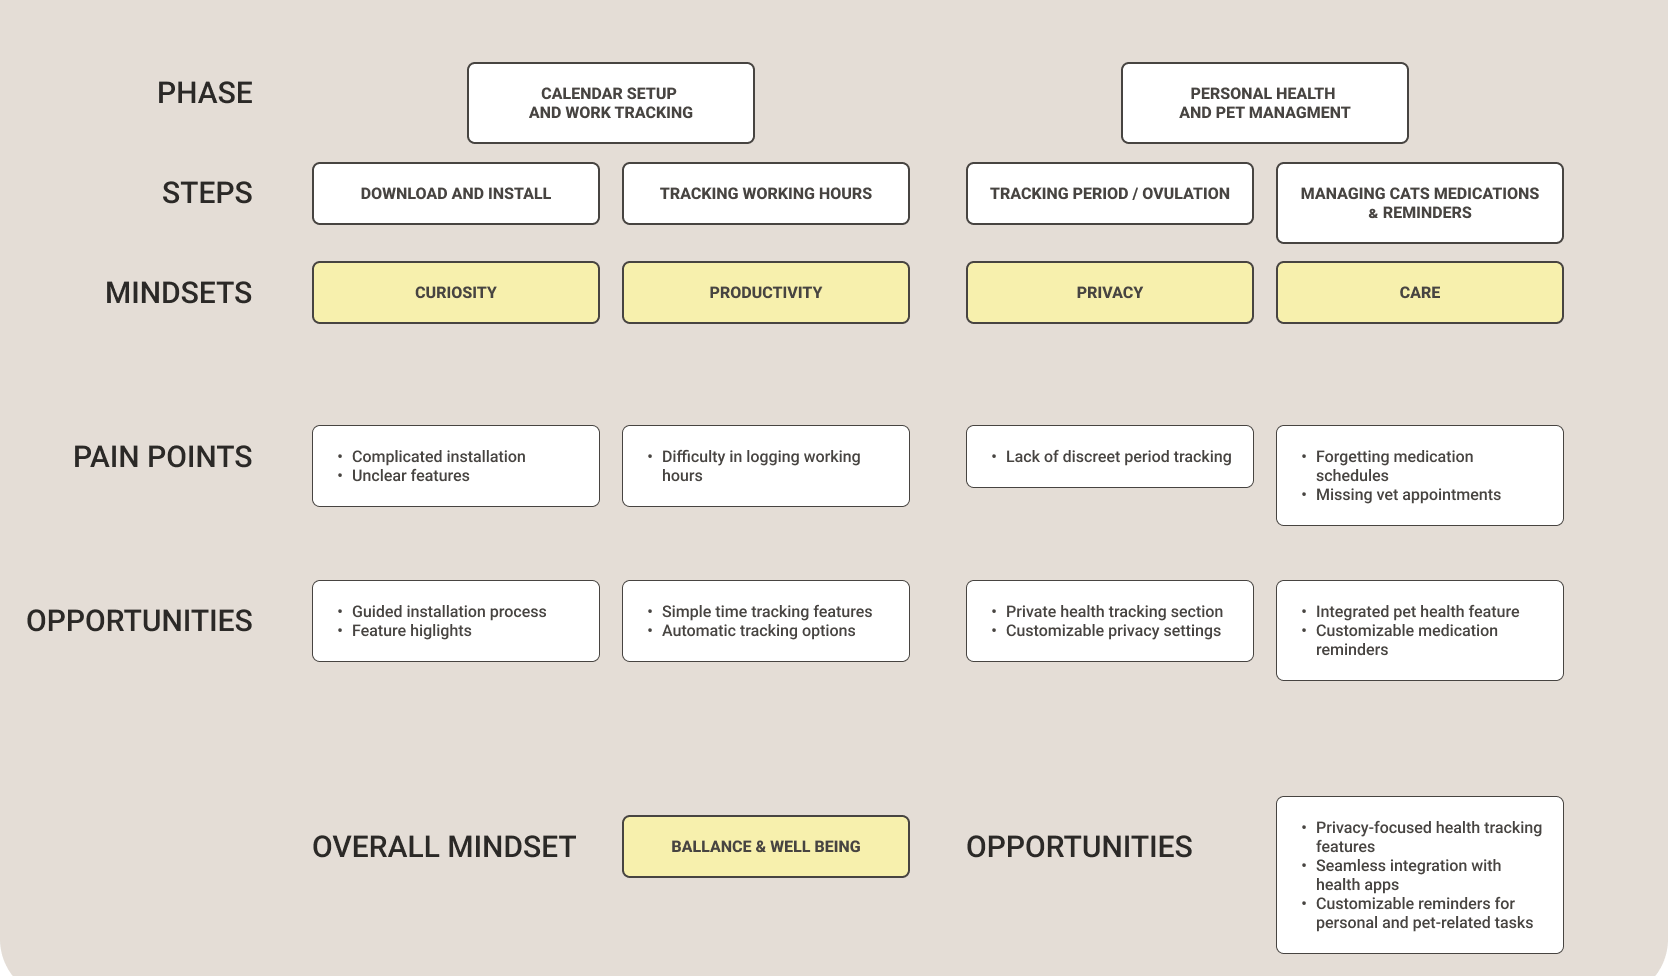 PHASE
CALENDAR SETUP
AND WORK TRACKING
PERSONAL HEALTH
AND PET MANAGMENT
STEPS
DOWNLOAD AND INSTALL
TRACKING WORKING HOURS
TRACKING PERIOD / OVULATION
MANAGING CATS MEDICATIONS
& REMINDERS
MINDSETS
CURIOSITY
PRODUCTIVITY
PRIVACY
CARE
PAIN POINTS
• Complicated installation
• Unclear features
• Difficulty in logging working
hours
• Lack of discreet period tracking
• Forgetting medication
schedules
• Missing vet appointments
OPPORTUNITIES
• Guided installation process
• Feature higlights
• Simple time tracking features
• Automatic tracking options
• Private health tracking section
• Customizable privacy settings
• Integrated pet health feature
• Customizable medication
reminders
OVERALL MINDSET
BALLANCE & WELL BEING
OPPORTUNITIES
• Privacy-focused health tracking
features
• Seamless integration with
health apps
• Customizable reminders for
personal and pet-related tasks